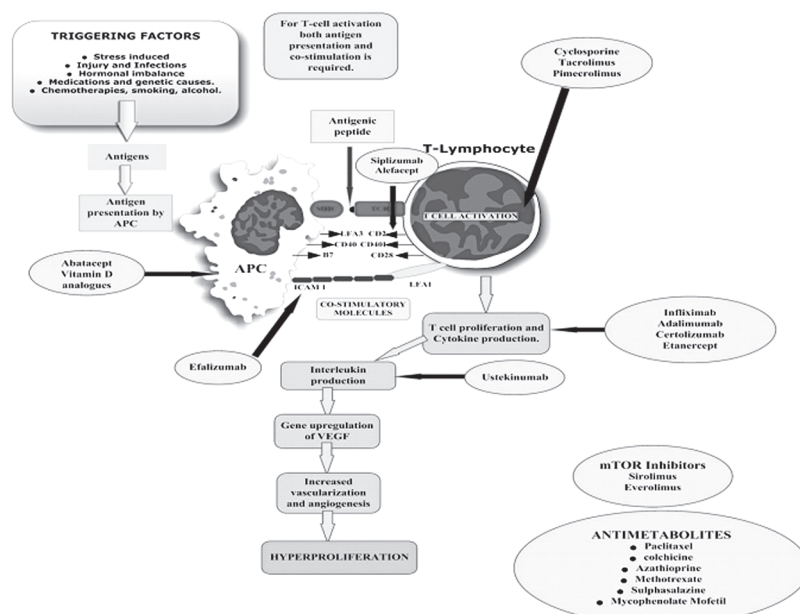 TRIGGERING FACTORS
• Stress induced
• Injury and Infections
• Hormonal imbalance
• Medications and genetic causes.
• Chemotherapies, smoking, alcohol.
For T-cell activation
both antigen
presentation and
co-stimulation is
required.
Cyclosporine
Tacrolimus
Pimecrolimus
Antigens
Antigen
presentation by
APC
Antigenic
peptide
T-Lymphocyte
Siplizumab
Alefacept
T CELL ACTIVATION
LFA3 CD2
CD40 CD40L
B7 CD28
APC
ICAM 1
LFA1
CO-STIMULATORY
MOLECULES
Abatacept
Vitamin D
analogues
Efalizumab
T cell proliferation and
Cytokine production.
Infliximab
Adalimumab
Certolizumab
Etanercept
Interleukin
production
Ustekinumab
Gene upregulation
of VEGF
Increased
vascularization
and angiogenesis
HYPERPROLIFERATION
mTOR Inhibitors
Sirolimus
Everolimus
ANTIMETABOLITES
• Paclitaxel
• colchicine
• Azathioprine
• Methotrexate
• Sulphasalazine
• Mycophenolate Mofetil